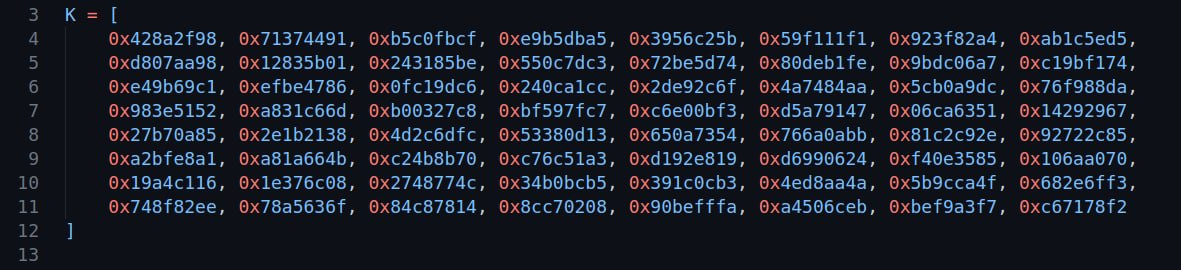 3 K = [
4 0x428a2f98, 0x71374491, 0xb5c0fbcf, 0xe9b5dba5, 0x3956c25b, 0x59f111f1, 0x923f82a4, 0xab1c5ed5,
5 0xd807aa98, 0x12835b01, 0x243185be, 0x550c7dc3, 0x72be5d74, 0x80deb1fe, 0x9bdc06a7, 0xc19bf174,
6 0xe49b69c1, 0xefbe4786, 0x0fc19dc6, 0x240ca1cc, 0x2de92c6f, 0x4a7484aa, 0x5cb0a9dc, 0x76f988da,
7 0x983e5152, 0xa831c66d, 0xb00327c8, 0xbf597fc7, 0xc6e00bf3, 0xd5a79147, 0x06ca6351, 0x14292967,
8 0x27b70a85, 0x2e1b2138, 0x4d2c6dfc, 0x53380d13, 0x650a7354, 0x766a0abb, 0x81c2c92e, 0x92722c85,
9 0xa2bfe8a1, 0xa81a664b, 0xc24b8b70, 0xc76c51a3, 0xd192e819, 0xd6990624, 0xf40e3585, 0x106aa070,
10 0x19a4c116, 0x1e376c08, 0x2748774c, 0x34b0bcb5, 0x391c0cb3, 0x4ed8aa4a, 0x5b9cca4f, 0x682e6ff3,
11 0x748f82ee, 0x78a5636f, 0x84c87814, 0x8cc70208, 0x90befffa, 0xa4506ceb, 0xbef9a3f7, 0xc67178f2
12 ]
13